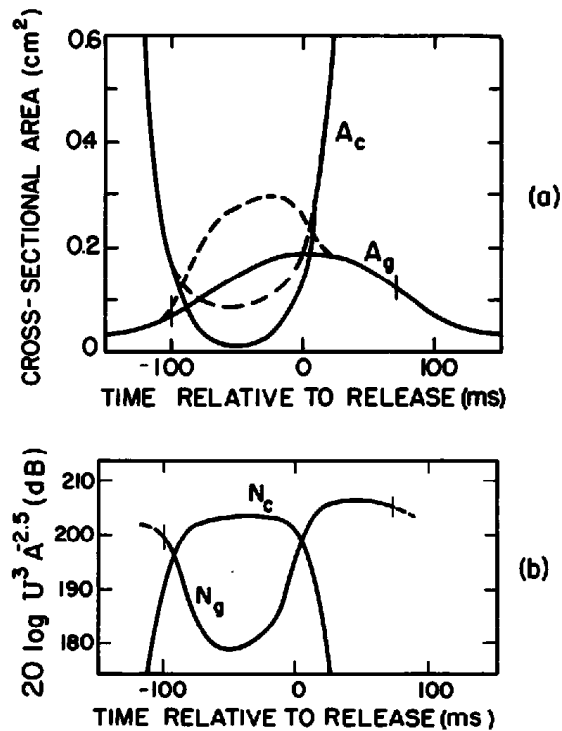 CROSS-SECTIONAL AREA (cm²)
0.6
0.4
0.2
0
A_c
A_g
(a)
-100 0 100
TIME RELATIVE TO RELEASE (ms)
20 log U³ A^-2.5 (dB)
210
200
190
180
N_c
N_g
(b)
-100 0 100
TIME RELATIVE TO RELEASE (ms)